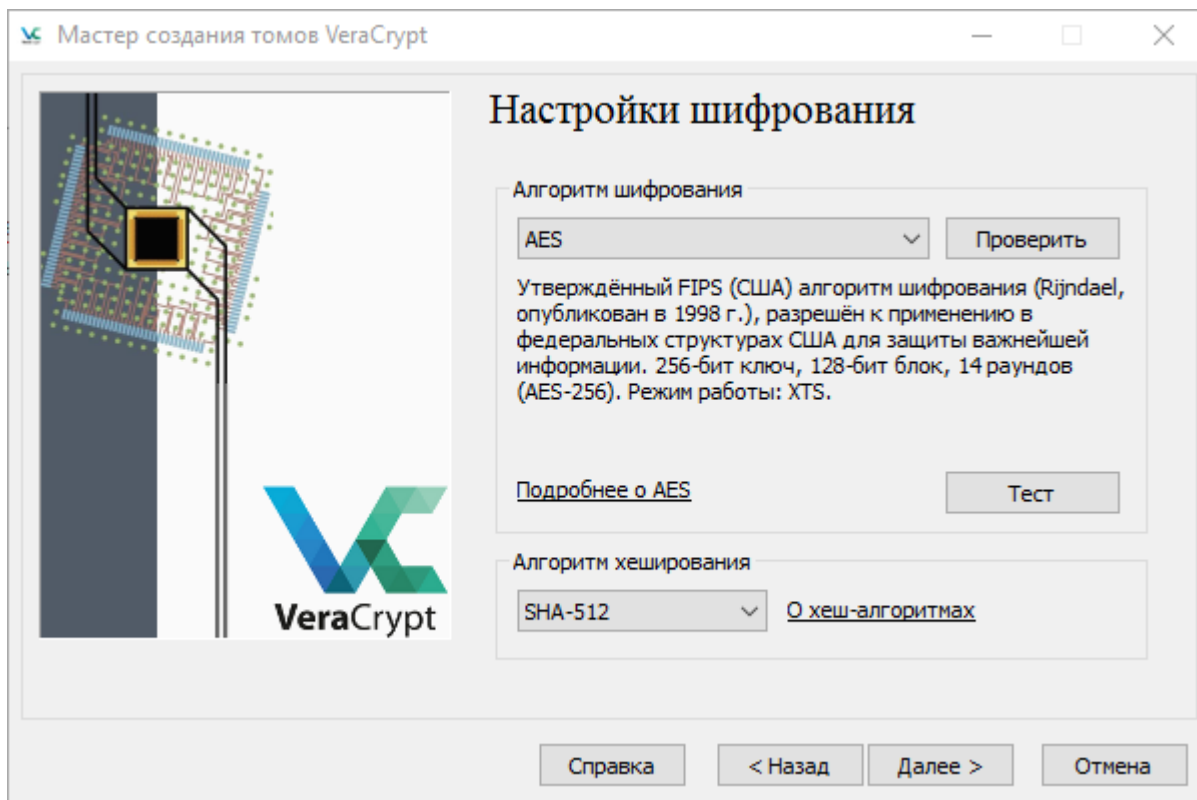 Мастер создания томов VeraCrypt
Настройки шифрования
Алгоритм шифрования
AES
Проверить
Утверждённый FIPS (США) алгоритм шифрования (Rijndael,
опубликован в 1998 г.), разрешён к применению в
федеральных структурах США для защиты важнейшей
информации. 256-бит ключ, 128-бит блок, 14 раундов
(AES-256). Режим работы: XTS.
Подробнее о AES
Тест
Алгоритм хеширования
SHA-512
О хеш-алгоритмах
VeraCrypt
Справка
< Назад
Далее >
Отмена